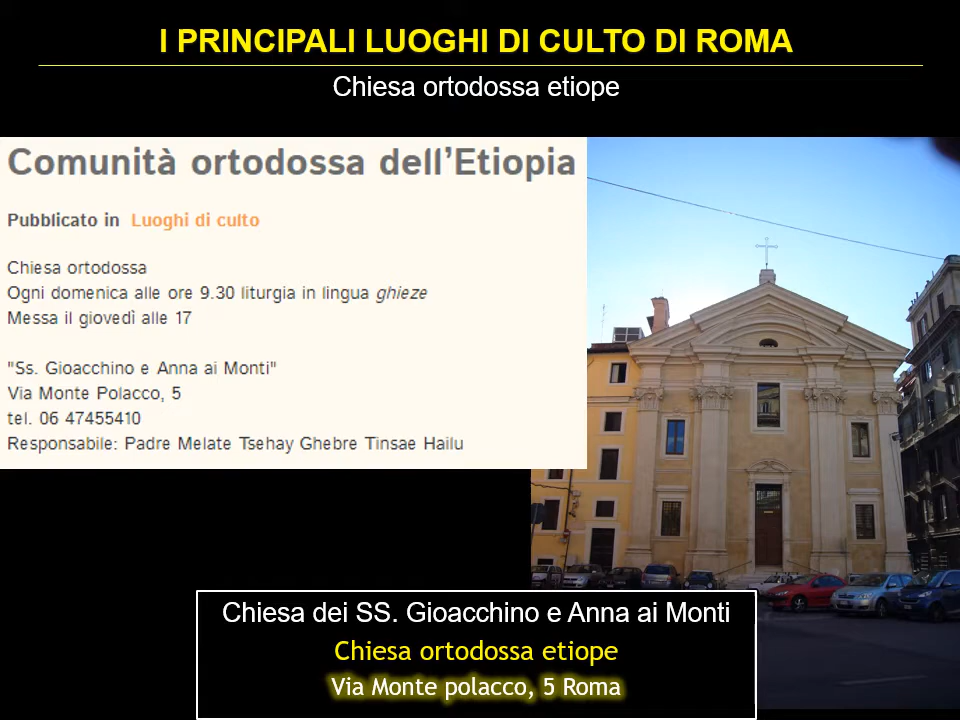 I PRINCIPALI LUOGHI DI CULTO DI ROMA
Chiesa ortodossa etiope
Comunità ortodossa dell’Etiopia
Pubblicato in Luoghi di culto
Chiesa ortodossa
Ogni domenica alle ore 9.30 liturgia in lingua ghieze
Messa il giovedì alle 17
"Ss. Gioacchino e Anna ai Monti"
Via Monte Polacco, 5
tel. 06 47455410
Responsabile: Padre Melate Tsehay Ghebre Tinsae Hailu
Chiesa dei SS. Gioacchino e Anna ai Monti
Chiesa ortodossa etiope
Via Monte polacco, 5 Roma